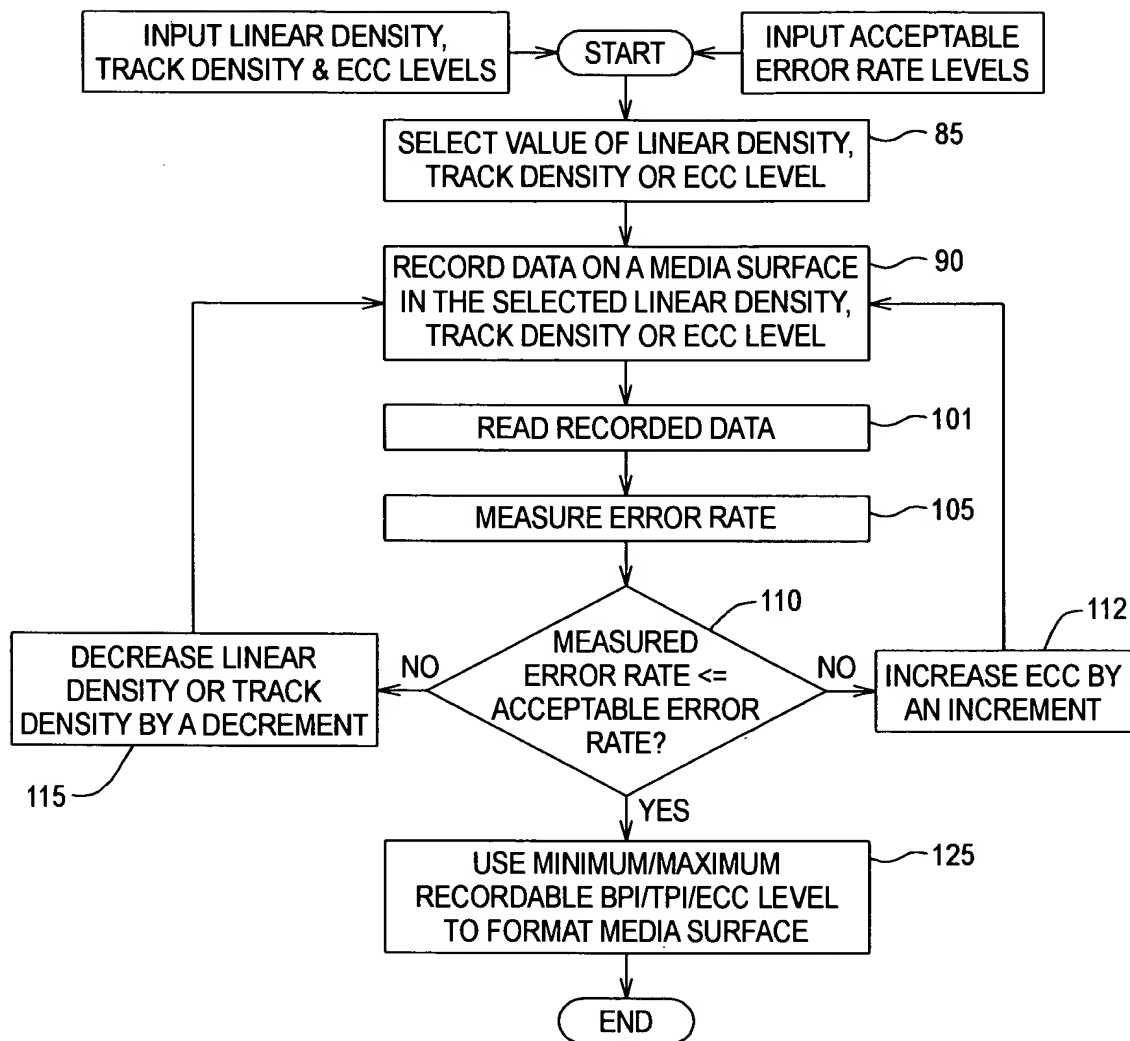 INPUT LINEAR DENSITY,
TRACK DENSITY & ECC LEVELS
START
INPUT ACCEPTABLE
ERROR RATE LEVELS
SELECT VALUE OF LINEAR DENSITY,
TRACK DENSITY OR ECC LEVEL
85
RECORD DATA ON A MEDIA SURFACE
IN THE SELECTED LINEAR DENSITY,
TRACK DENSITY OR ECC LEVEL
90
READ RECORDED DATA
101
MEASURE ERROR RATE
105
MEASURED
ERROR RATE <=
ACCEPTABLE ERROR
RATE?
110
NO
DECREASE LINEAR
DENSITY OR TRACK
DENSITY BY A DECREMENT
115
NO
INCREASE ECC BY
AN INCREMENT
112
YES
USE MINIMUM/MAXIMUM
RECORDABLE BPI/TPI/ECC LEVEL
TO FORMAT MEDIA SURFACE
125
END